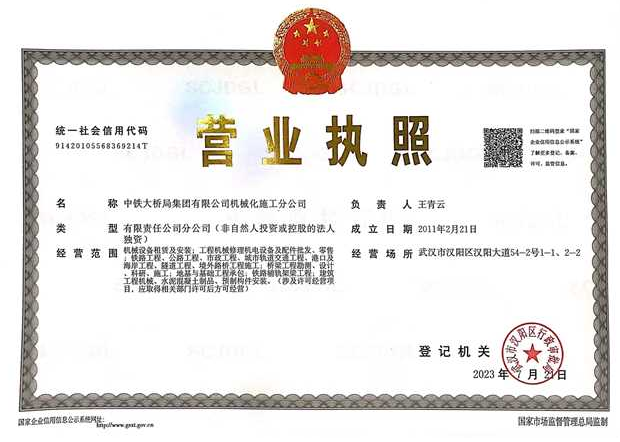 营业执照
统一社会信用代码
91420105568369214T
扫描二维码登录"国家
企业信用信息公示系统"
了解更多登记、备案、
许可、监管信息。
名称 中铁大桥局集团有限公司机械化施工分公司
类型 有限责任公司分公司(非自然人投资或控股的法人
独资)
经营范围 机械设备租赁及安装;工程机械修理机电设备及配件批发、零售
;铁路工程、公路工程、市政工程、城市轨道交通工程、港口及
海岸工程、隧道工程、境外路桥工程施工;桥梁工程勘测、设计
、科研、施工;地基与基础工程承包;铁路铺轨架梁工程;建筑
工程机械、水泥混凝土制品、预制构件安装。(涉及许可经营项
目,应取得相关部门许可后方可经营)
负责人 王青云
成立日期 2011年2月21日
经营场所 武汉市汉阳区汉阳大道54-2号1-1、2-2
登记机关
武汉市汉阳区行政审批局
2023年7月21日
国家企业信用信息公示系统网址:
http://www.gsxt.gov.cn
国家市场监督管理总局监制